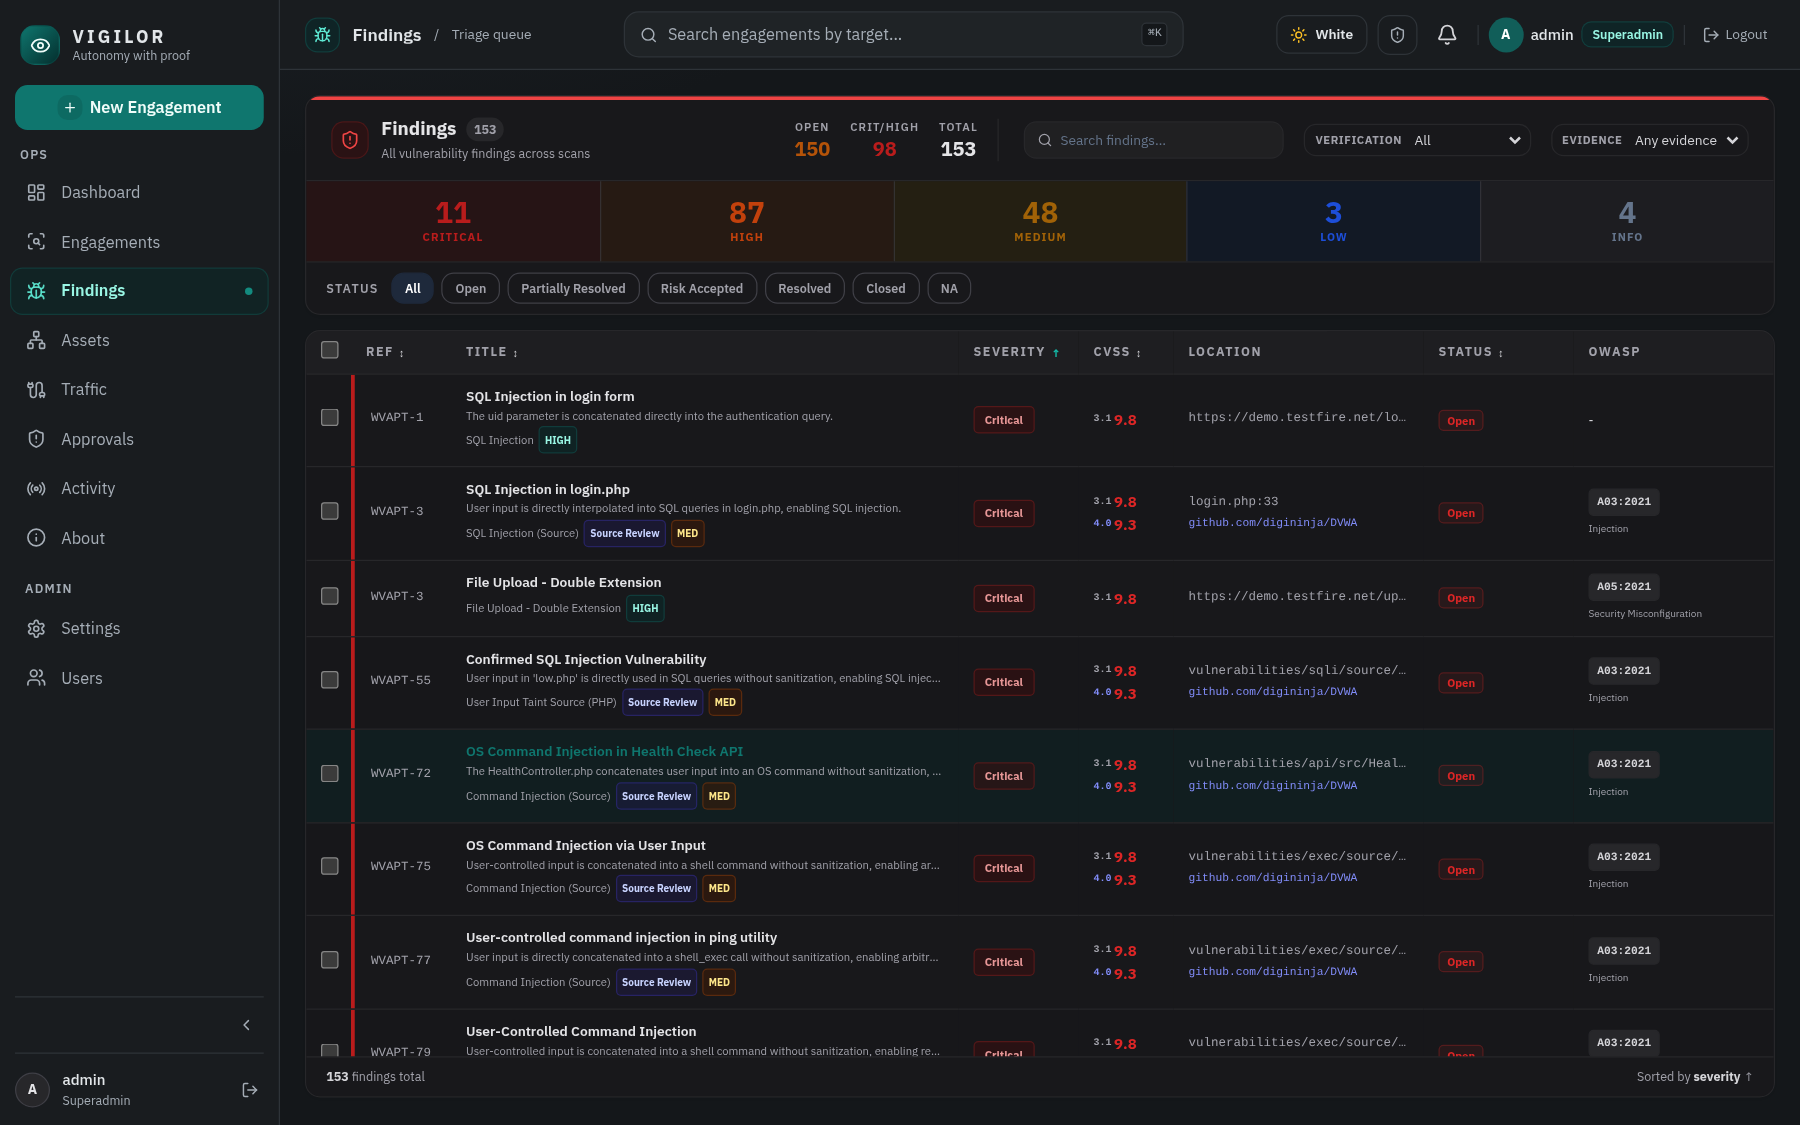 VIGILOR
Autonomy with proof
+ New Engagement
OPS
Dashboard
Engagements
Findings
Assets
Traffic
Approvals
Activity
About
ADMIN
Settings
Users
A admin
Superadmin
Findings / Triage queue
Search engagements by target...
⌘K
White
A admin Superadmin
Logout
Findings 153
All vulnerability findings across scans
OPEN CRIT/HIGH TOTAL
150 98 153
Search findings...
VERIFICATION All
EVIDENCE Any evidence
11 87 48 3 4
CRITICAL HIGH MEDIUM LOW INFO
STATUS All Open Partially Resolved Risk Accepted Resolved Closed NA
REF ↕ TITLE ↕ SEVERITY ↑ CVSS ↕ LOCATION STATUS ↕ OWASP
SQL Injection in login form
WVAPT-1 The uid parameter is concatenated directly into the authentication query. Critical 3.1 9.8 https://demo.testfire.net/lo… Open -
SQL Injection HIGH
SQL Injection in login.php
WVAPT-3 User input is directly interpolated into SQL queries in login.php, enabling SQL injection. Critical 3.1 9.8 login.php:33 Open A03:2021
SQL Injection (Source) Source Review MED 4.0 9.3 github.com/digininja/DVWA Injection
File Upload - Double Extension
WVAPT-3 Critical 3.1 9.8 https://demo.testfire.net/up… Open A05:2021
File Upload - Double Extension HIGH Security Misconfiguration
Confirmed SQL Injection Vulnerability
WVAPT-55 User input in 'low.php' is directly used in SQL queries without sanitization, enabling SQL injec... Critical 3.1 9.8 vulnerabilities/sqli/source/… Open A03:2021
User Input Taint Source (PHP) Source Review MED 4.0 9.3 github.com/digininja/DVWA Injection
OS Command Injection in Health Check API
WVAPT-72 The HealthController.php concatenates user input into an OS command without sanitization, ... Critical 3.1 9.8 vulnerabilities/api/src/Heal… Open A03:2021
Command Injection (Source) Source Review MED 4.0 9.3 github.com/digininja/DVWA Injection
OS Command Injection via User Input
WVAPT-75 User-controlled input is concatenated into a shell command without sanitization, enabling ar... Critical 3.1 9.8 vulnerabilities/exec/source/… Open A03:2021
Command Injection (Source) Source Review MED 4.0 9.3 github.com/digininja/DVWA Injection
User-controlled command injection in ping utility
WVAPT-77 User input is directly concatenated into a shell_exec call without sanitization, enabling arbitr... Critical 3.1 9.8 vulnerabilities/exec/source/… Open A03:2021
Command Injection (Source) Source Review MED 4.0 9.3 github.com/digininja/DVWA Injection
User-Controlled Command Injection
WVAPT-79 User-controlled input is concatenated into a shell command without sanitization, enabling re... Critical 3.1 9.8 vulnerabilities/exec/source/… Open A03:2021
153 findings total
Sorted by severity ↑